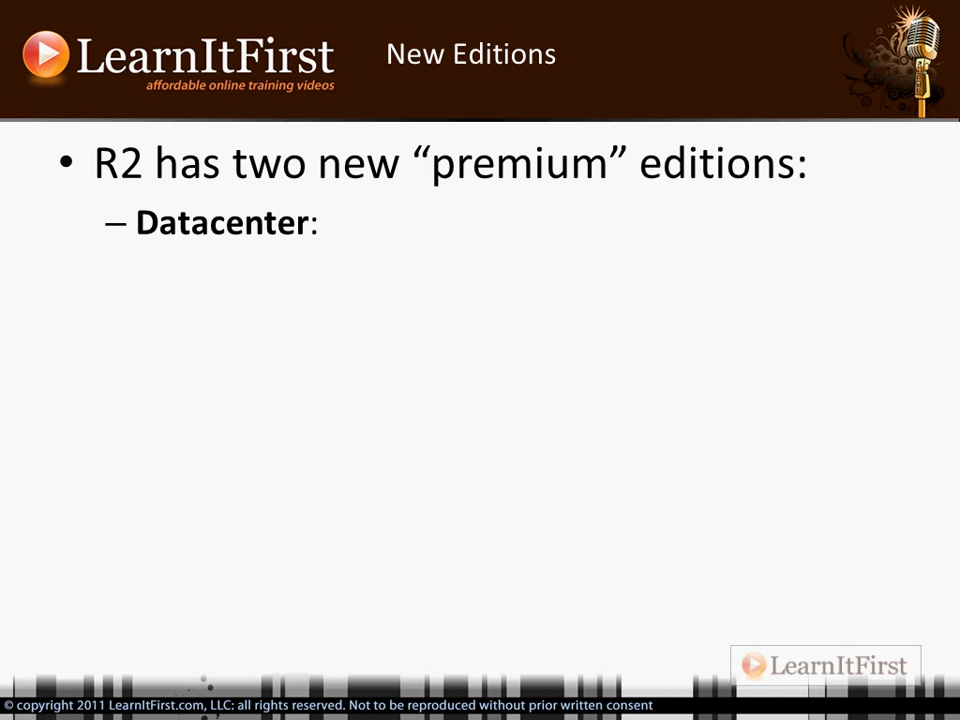 LearnItFirst
affordable online training videos
New Editions
• R2 has two new “premium” editions:
– Datacenter:
LearnItFirst
© copyright 2011 LearnItFirst.com, LLC: all rights reserved. Not to be reproduced without prior written consent